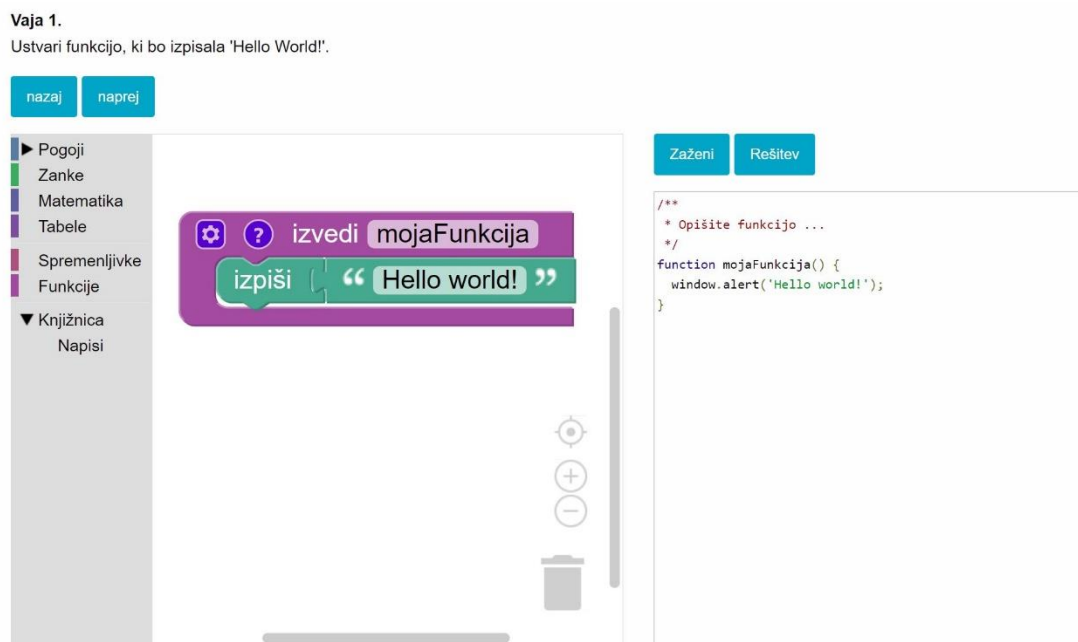 Vaja 1.
Ustvari funkcijo, ki bo izpisala 'Hello World!'.
nazaj naprej
Pogoji
Zanke
Matematika
Tabele
Spremenljivke
Funkcije
Knjižnica
Napisi
? izvedi mojaFunkcija
izpiši “ Hello world! ”
Zaženi Rešitev
/**
 * Opišite funkcijo ...
 */
function mojaFunkcija() {
  window.alert('Hello world!');
}